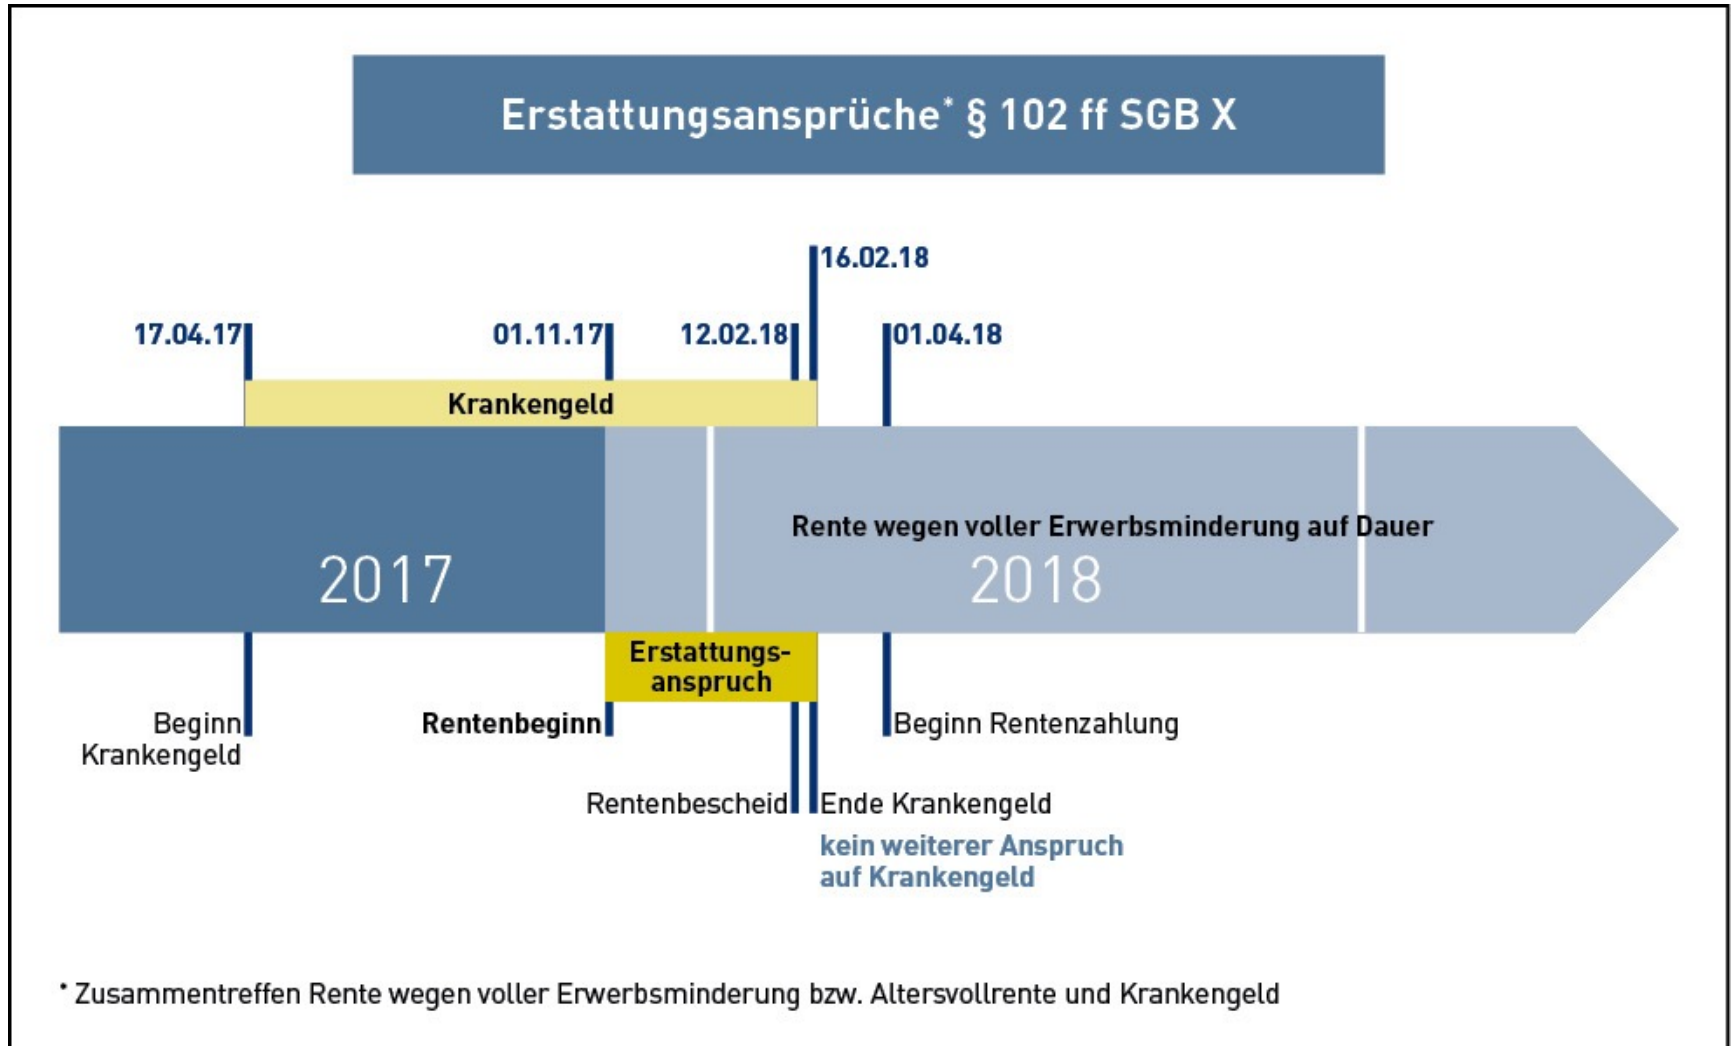 Erstattungsansprüche* § 102 ff SGB X
16.02.18
17.04.17
01.11.17
12.02.18
01.04.18
Krankengeld
Rente wegen voller Erwerbsminderung auf Dauer
2017
2018
Erstattungs-
anspruch
Beginn
Krankengeld
Rentenbeginn
Beginn Rentenzahlung
Rentenbescheid
Ende Krankengeld
kein weiterer Anspruch
auf Krankengeld
* Zusammentreffen Rente wegen voller Erwerbsminderung bzw. Altersvollrente und Krankengeld